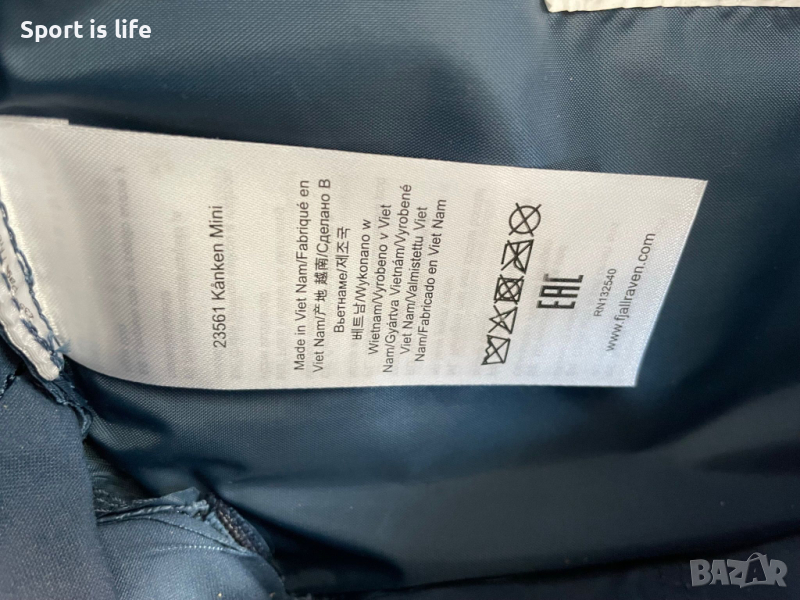 Sport is life
23561 Kånken Mini
Made in Viet Nam/Fabriqué en
Viet Nam/产地 越南/Сделано В
Вьетнаме/제조국
베트남/Wykonano w
Wietnam/Vyrobeno v Viet
Nam/Gyártva Vietnám/Vyrobené
Viet Nam/Valmistettu Viet
Nam/Fabricado en Viet Nam
EAC
RN132540
www.fjallraven.com
BAZAR